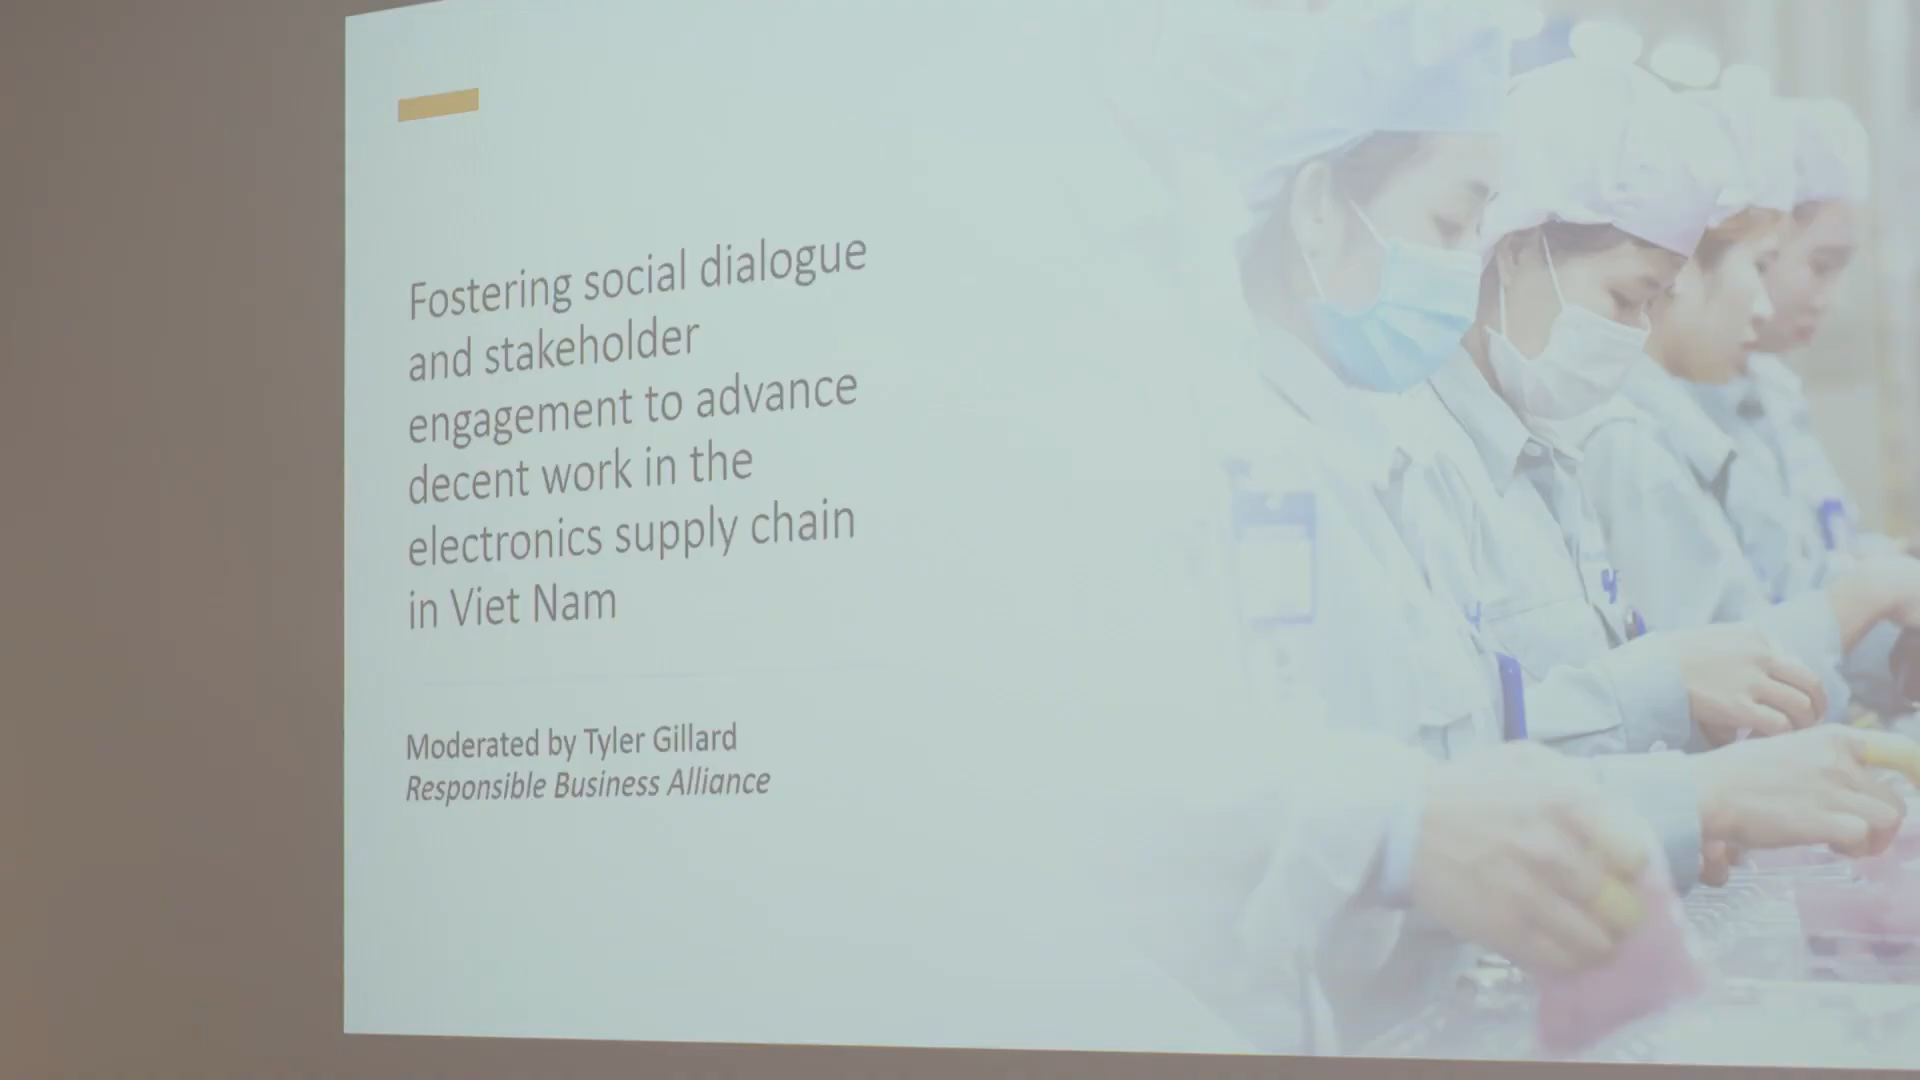 Fostering social dialogue
and stakeholder
engagement to advance
decent work in the
electronics supply chain
in Viet Nam
Moderated by Tyler Gillard
Responsible Business Alliance